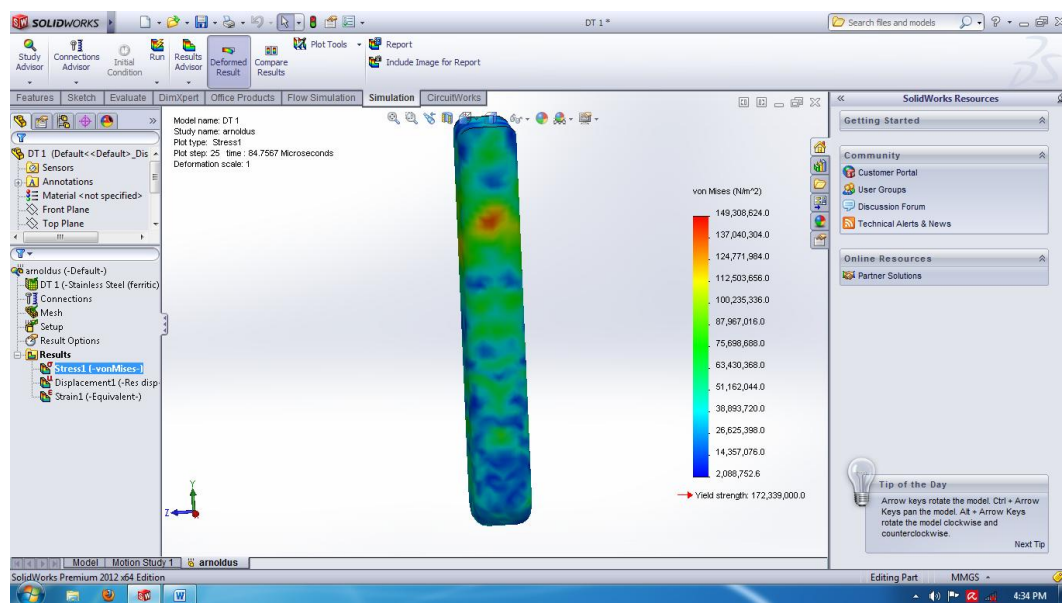 SOLIDWORKS
DT 1 *
Search files and models
Study Advisor
Connections Advisor
Initial Condition
Run
Results Advisor
Deformed Result
Compare Results
Plot Tools
Report
Include Image for Report
Features Sketch Evaluate DimXpert Office Products Flow Simulation Simulation CircuitWorks
SolidWorks Resources
Getting Started
Community
Customer Portal
User Groups
Discussion Forum
Technical Alerts & News
Online Resources
Partner Solutions
DT 1 (Default<<Default>_Dis
Sensors
Annotations
Material <not specified>
Front Plane
Top Plane
arnoldus (-Default-)
DT 1 (-Stainless Steel (ferritic)
Connections
Mesh
Setup
Result Options
Results
Stress1 (-vonMises-)
Displacement1 (-Res disp-
Strain1 (-Equivalent-)
Model name: DT 1
Study name: arnoldus
Plot type: Stress1
Plot step: 25 time : 84.7567 Microseconds
Deformation scale: 1
von Mises (N/m^2)
149,308,624.0
137,040,304.0
124,771,984.0
112,503,656.0
100,235,336.0
87,967,016.0
75,698,688.0
63,430,368.0
51,162,044.0
38,893,720.0
26,625,398.0
14,357,076.0
2,088,752.6
Yield strength: 172,339,000.0
Y
Z
Tip of the Day
Arrow keys rotate the model. Ctrl + Arrow
Keys pan the model. Alt + Arrow Keys
rotate the model clockwise and
counterclockwise.
Next Tip
Model Motion Study 1 arnoldus
SolidWorks Premium 2012 x64 Edition
Editing Part MMGS
4:34 PM